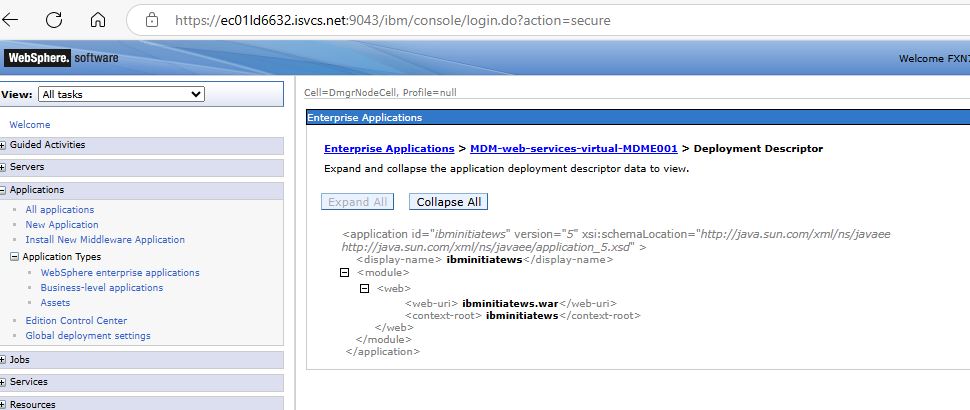 https://ec01ld6632.isvcs.net:9043/ibm/console/login.do?action=secure
WebSphere. software
Welcome FXN7
View: All tasks
Cell=DmgrNodeCell, Profile=null
Welcome
Guided Activities
Servers
Applications
All applications
New Application
Install New Middleware Application
Application Types
WebSphere enterprise applications
Business-level applications
Assets
Edition Control Center
Global deployment settings
Jobs
Services
Resources
Enterprise Applications
Enterprise Applications > MDM-web-services-virtual-MDME001 > Deployment Descriptor
Expand and collapse the application deployment descriptor data to view.
Expand All
Collapse All
<application id="ibminitiatews" version="5" xsi:schemaLocation="http://java.sun.com/xml/ns/javaee
http://java.sun.com/xml/ns/javaee/application_5.xsd" >
<display-name> ibminitiatews</display-name>
<module>
<web>
<web-uri> ibminitiatews.war</web-uri>
<context-root> ibminitiatews</context-root>
</web>
</module>
</application>